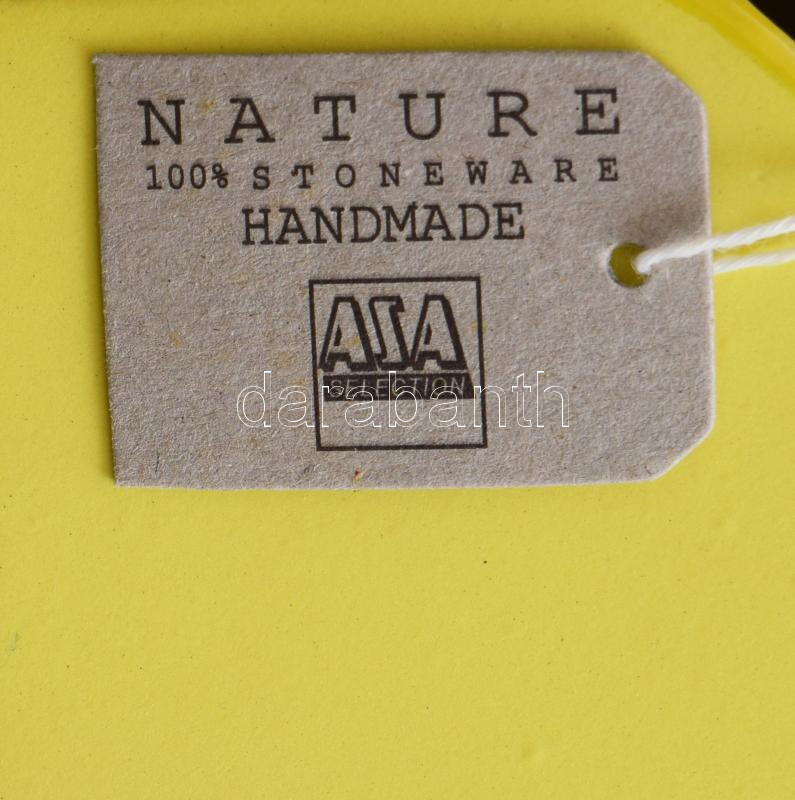 NATURE
100% STONEWARE
HANDMADE
ASA
SELECTION
darabanth